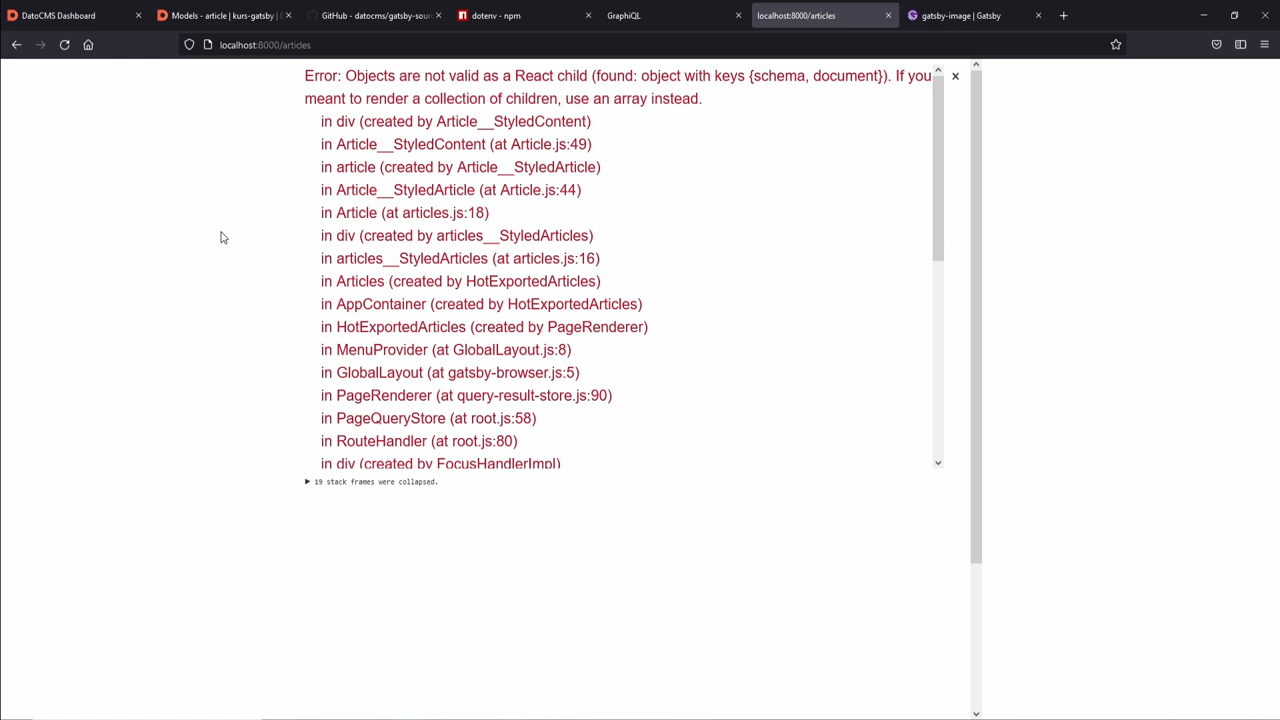 DatoCMS Dashboard
Models - article | kurs-gatsby |
GitHub - datocms/gatsby-sour
dotenv - npm
GraphiQL
localhost:8000/articles
gatsby-image | Gatsby
localhost:8000/articles
Error: Objects are not valid as a React child (found: object with keys {schema, document}). If you
meant to render a collection of children, use an array instead.
in div (created by Article__StyledContent)
in Article__StyledContent (at Article.js:49)
in article (created by Article__StyledArticle)
in Article__StyledArticle (at Article.js:44)
in Article (at articles.js:18)
in div (created by articles__StyledArticles)
in articles__StyledArticles (at articles.js:16)
in Articles (created by HotExportedArticles)
in AppContainer (created by HotExportedArticles)
in HotExportedArticles (created by PageRenderer)
in MenuProvider (at GlobalLayout.js:8)
in GlobalLayout (at gatsby-browser.js:5)
in PageRenderer (at query-result-store.js:90)
in PageQueryStore (at root.js:58)
in RouteHandler (at root.js:80)
in div (created by FocusHandlerImpl)
19 stack frames were collapsed.